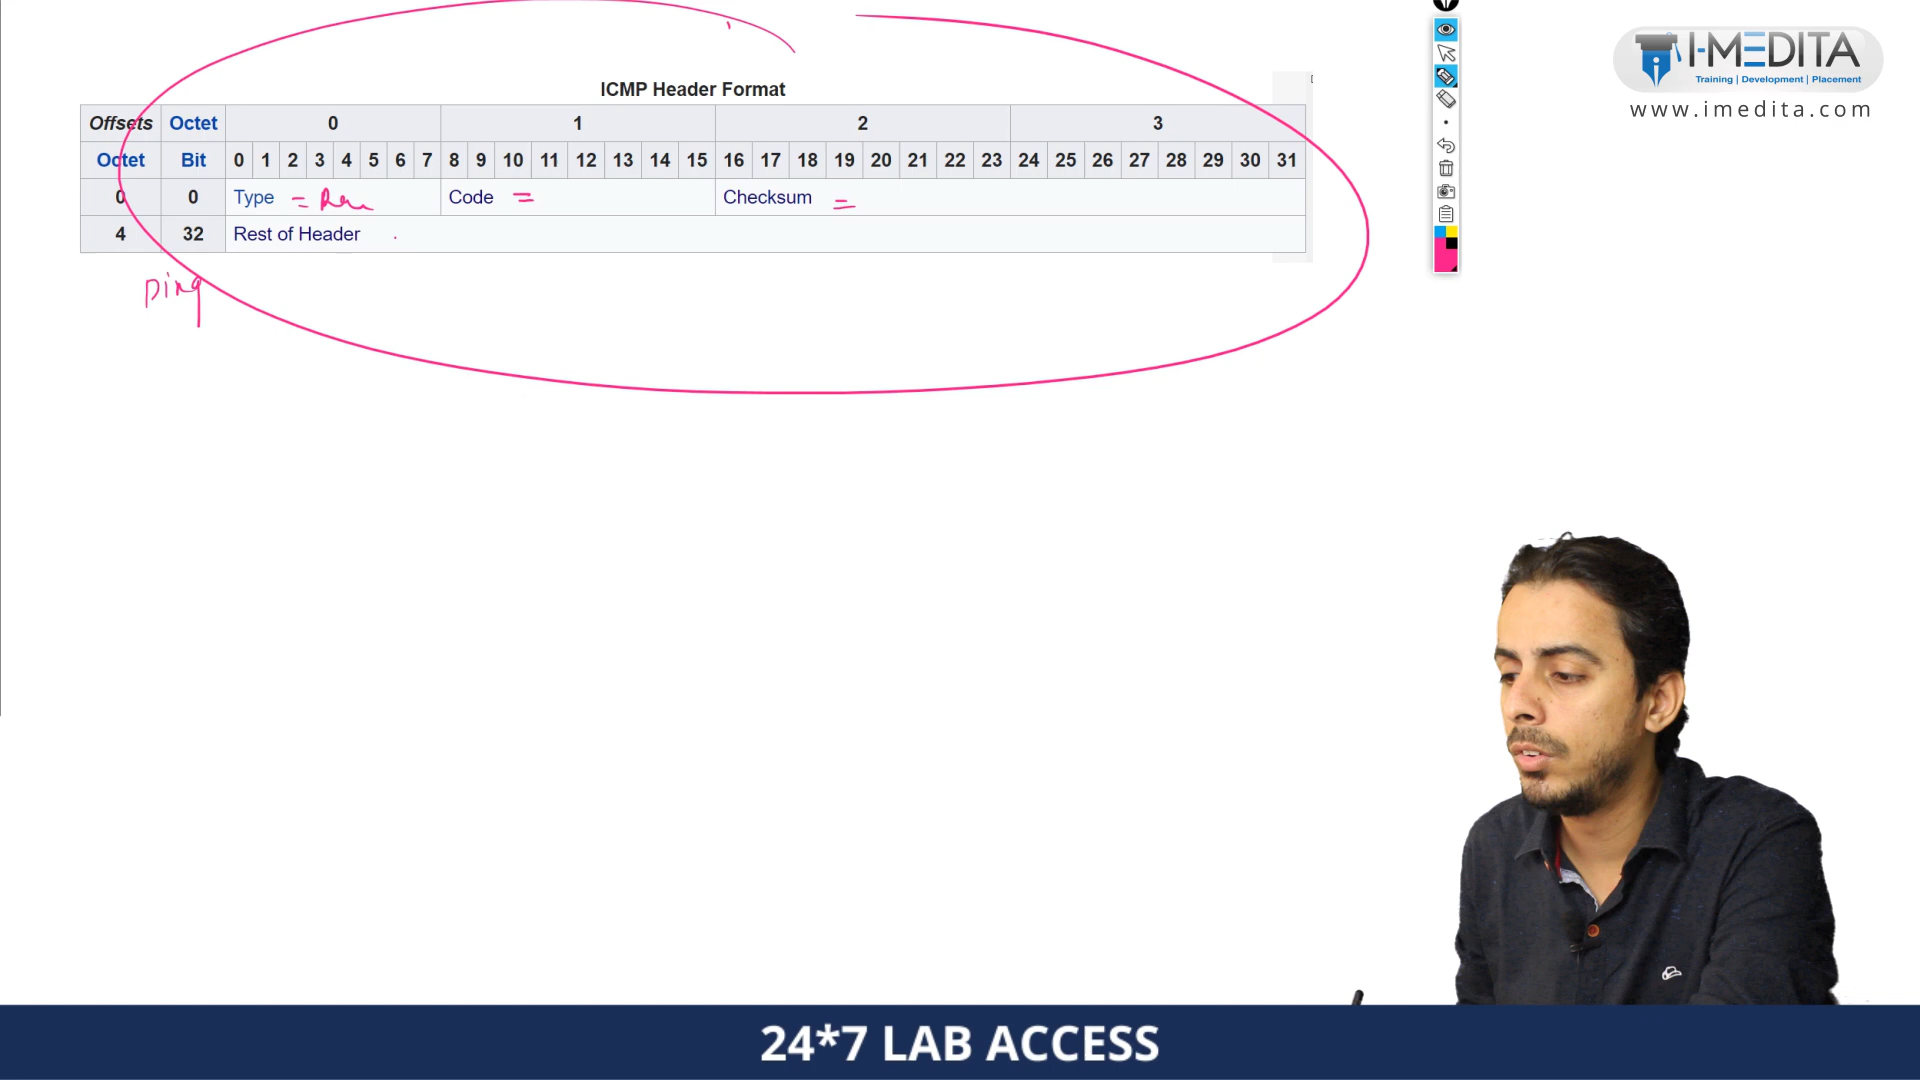 I-MEDITA
Training | Development | Placement
www.imedita.com
ICMP Header Format
Offsets Octet 0 1 2 3
Octet Bit 0 1 2 3 4 5 6 7 8 9 10 11 12 13 14 15 16 17 18 19 20 21 22 23 24 25 26 27 28 29 30 31
0 0 Type = Code = Checksum =
4 32 Rest of Header
Ping
24*7 LAB ACCESS